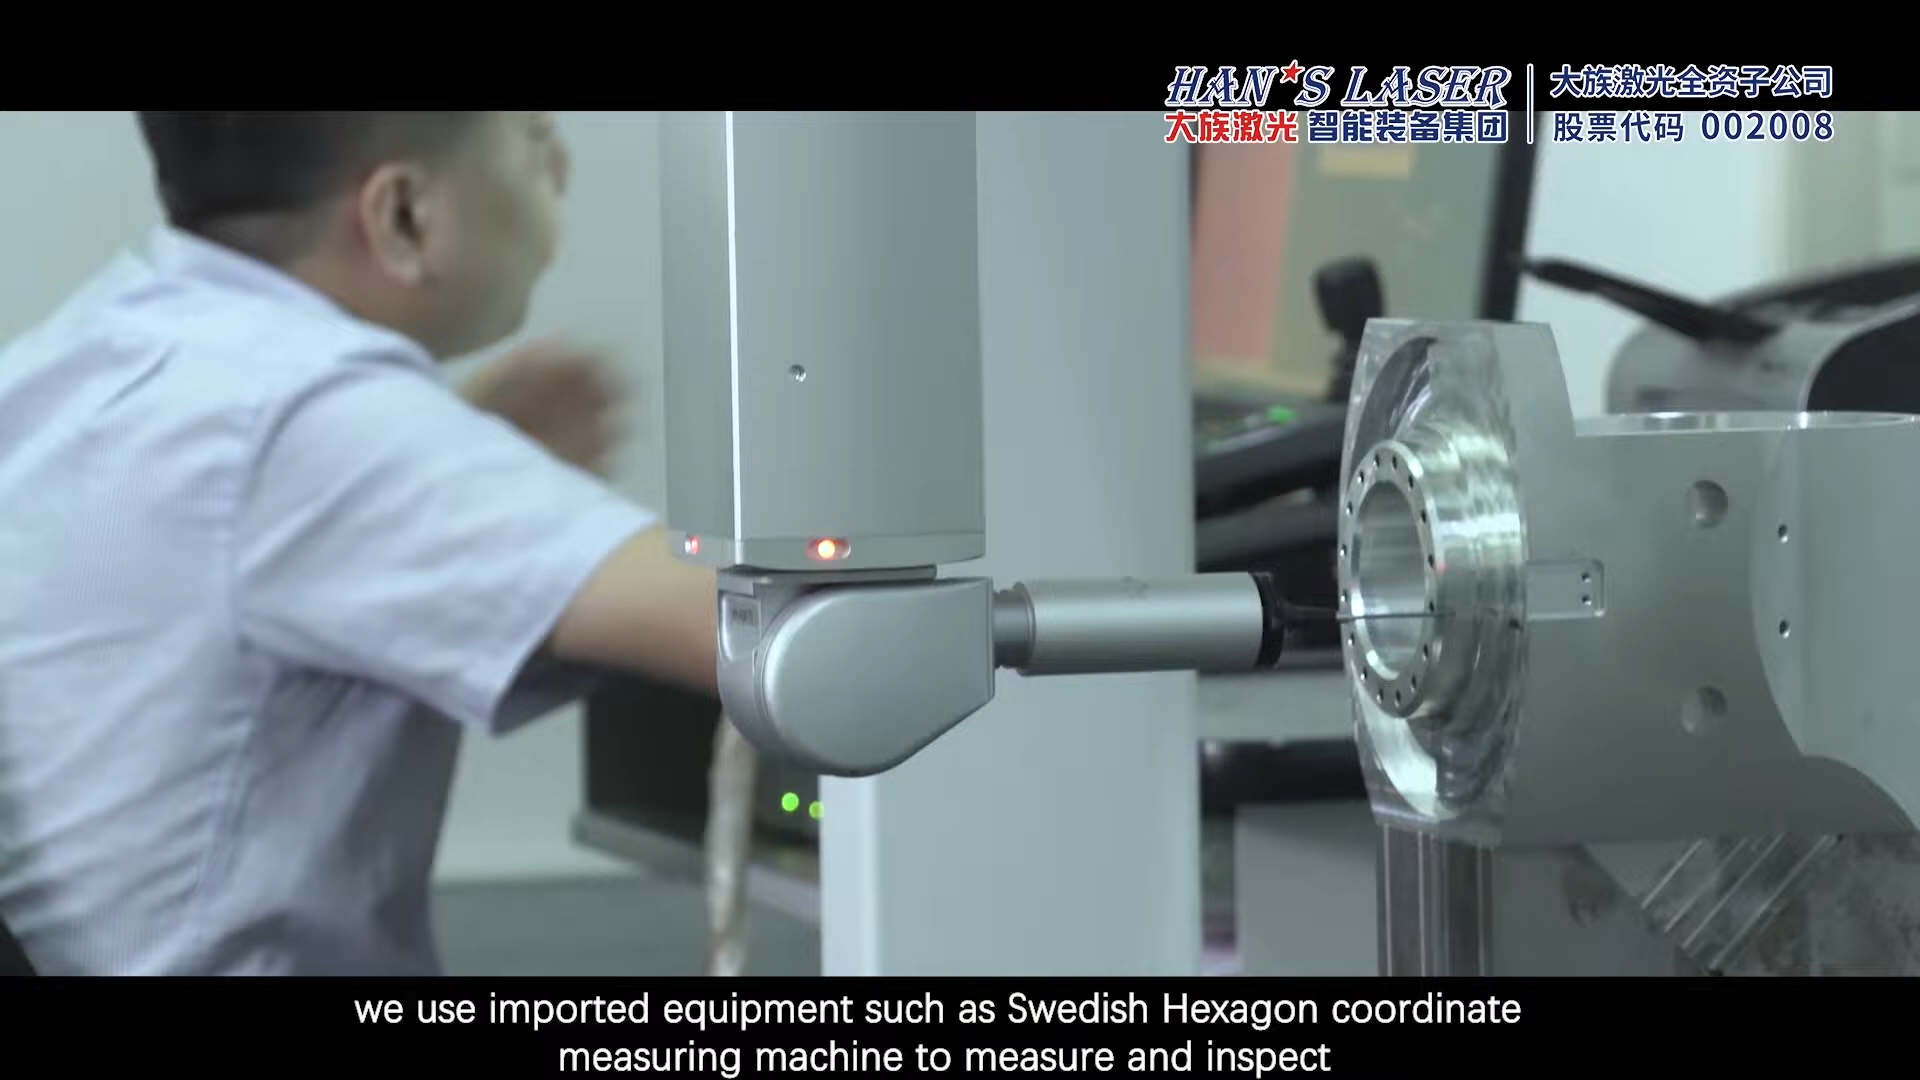 HAN★S LASER
大族激光 智能装备集团
大族激光全资子公司
股票代码 002008
we use imported equipment such as Swedish Hexagon coordinate
measuring machine to measure and inspect